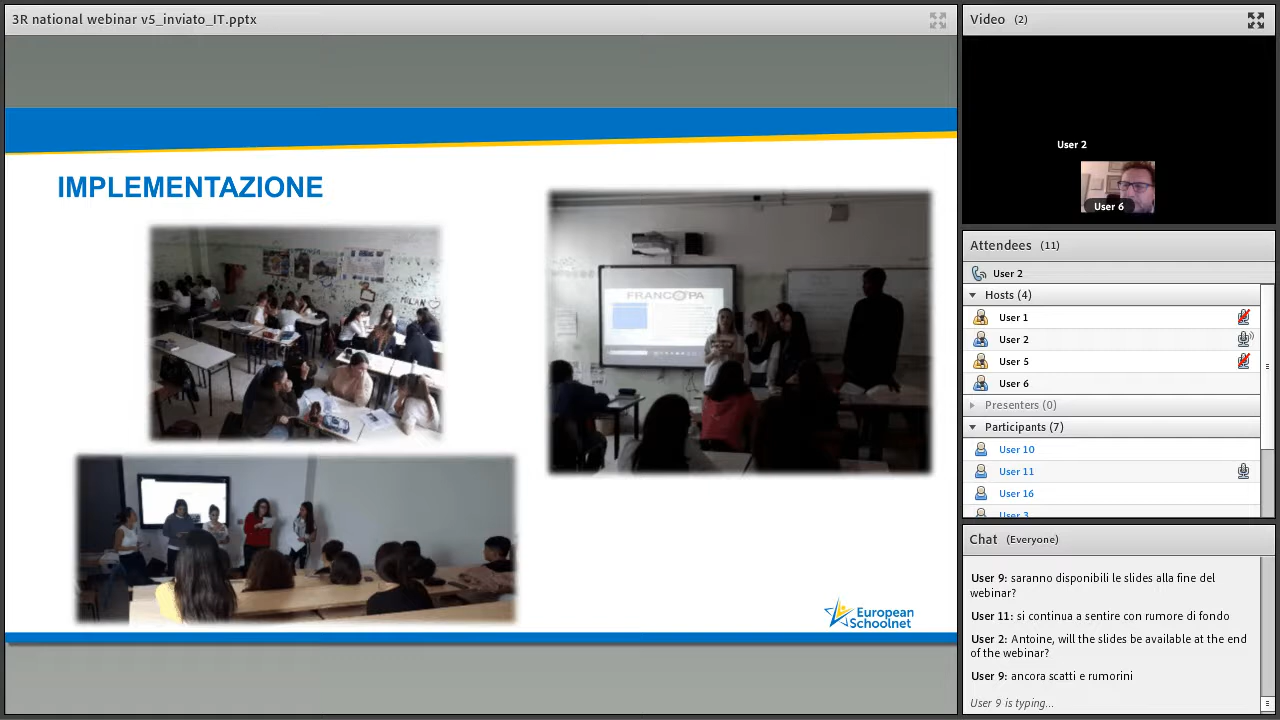 3R national webinar v5_inviato_IT.pptx
IMPLEMENTAZIONE
FRANCOPA
MILAN
European
Schoolnet
Video (2)
User 2
User 6
Attendees (11)
User 2
Hosts (4)
User 1
User 2
User 5
User 6
Presenters (0)
Participants (7)
User 10
User 11
User 16
User 3
Chat (Everyone)
User 9: saranno disponibili le slides alla fine del
webinar?
User 11: si continua a sentire con rumore di fondo
User 2: Antoine, will the slides be available at the end
of the webinar?
User 9: ancora scatti e rumorini
User 9 is typing...